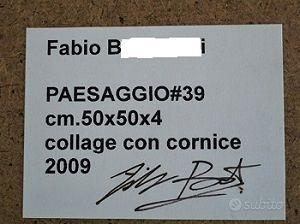 Fabio B i
PAESAGGIO#39
cm.50x50x4
collage con cornice
2009
subito